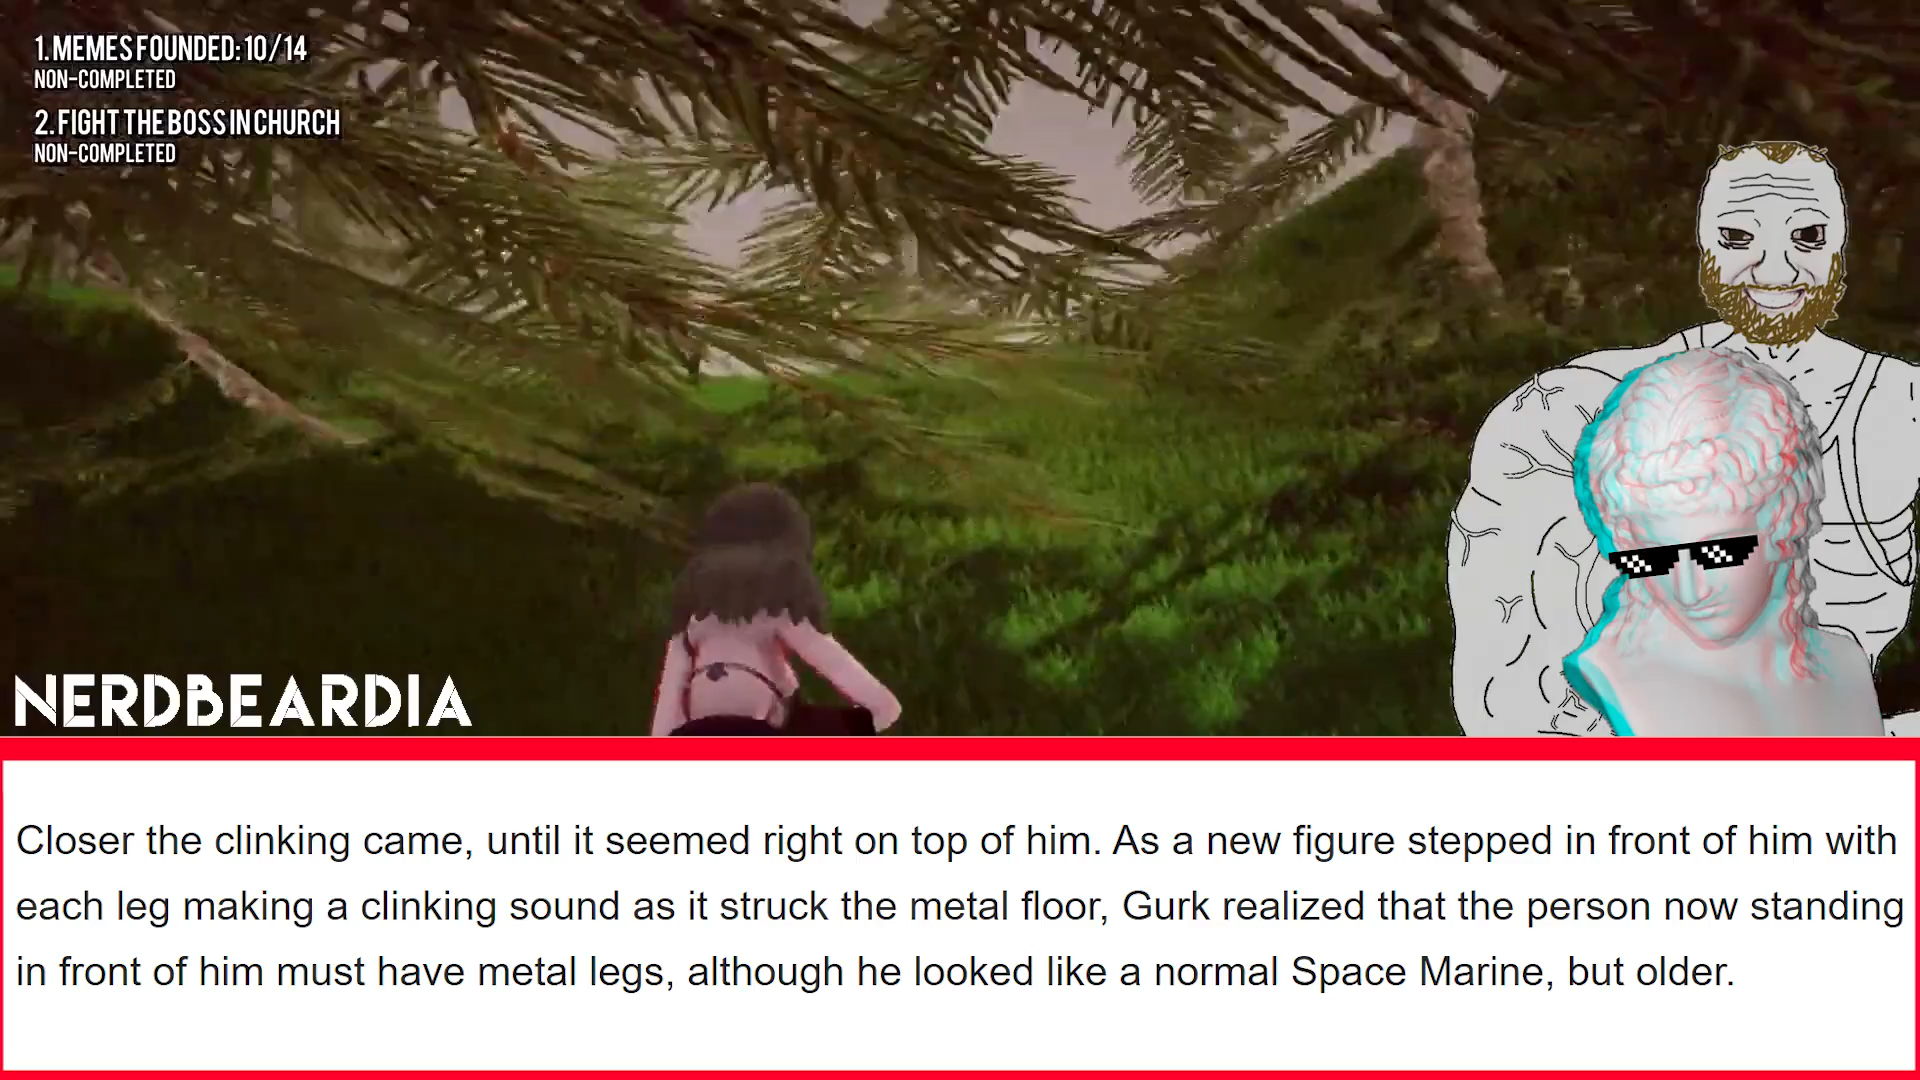 1. MEMES FOUNDED: 10/14
NON-COMPLETED
2. FIGHT THE BOSS IN CHURCH
NON-COMPLETED
NERDBEARDIA
Closer the clinking came, until it seemed right on top of him. As a new figure stepped in front of him with
each leg making a clinking sound as it struck the metal floor, Gurk realized that the person now standing
in front of him must have metal legs, although he looked like a normal Space Marine, but older.